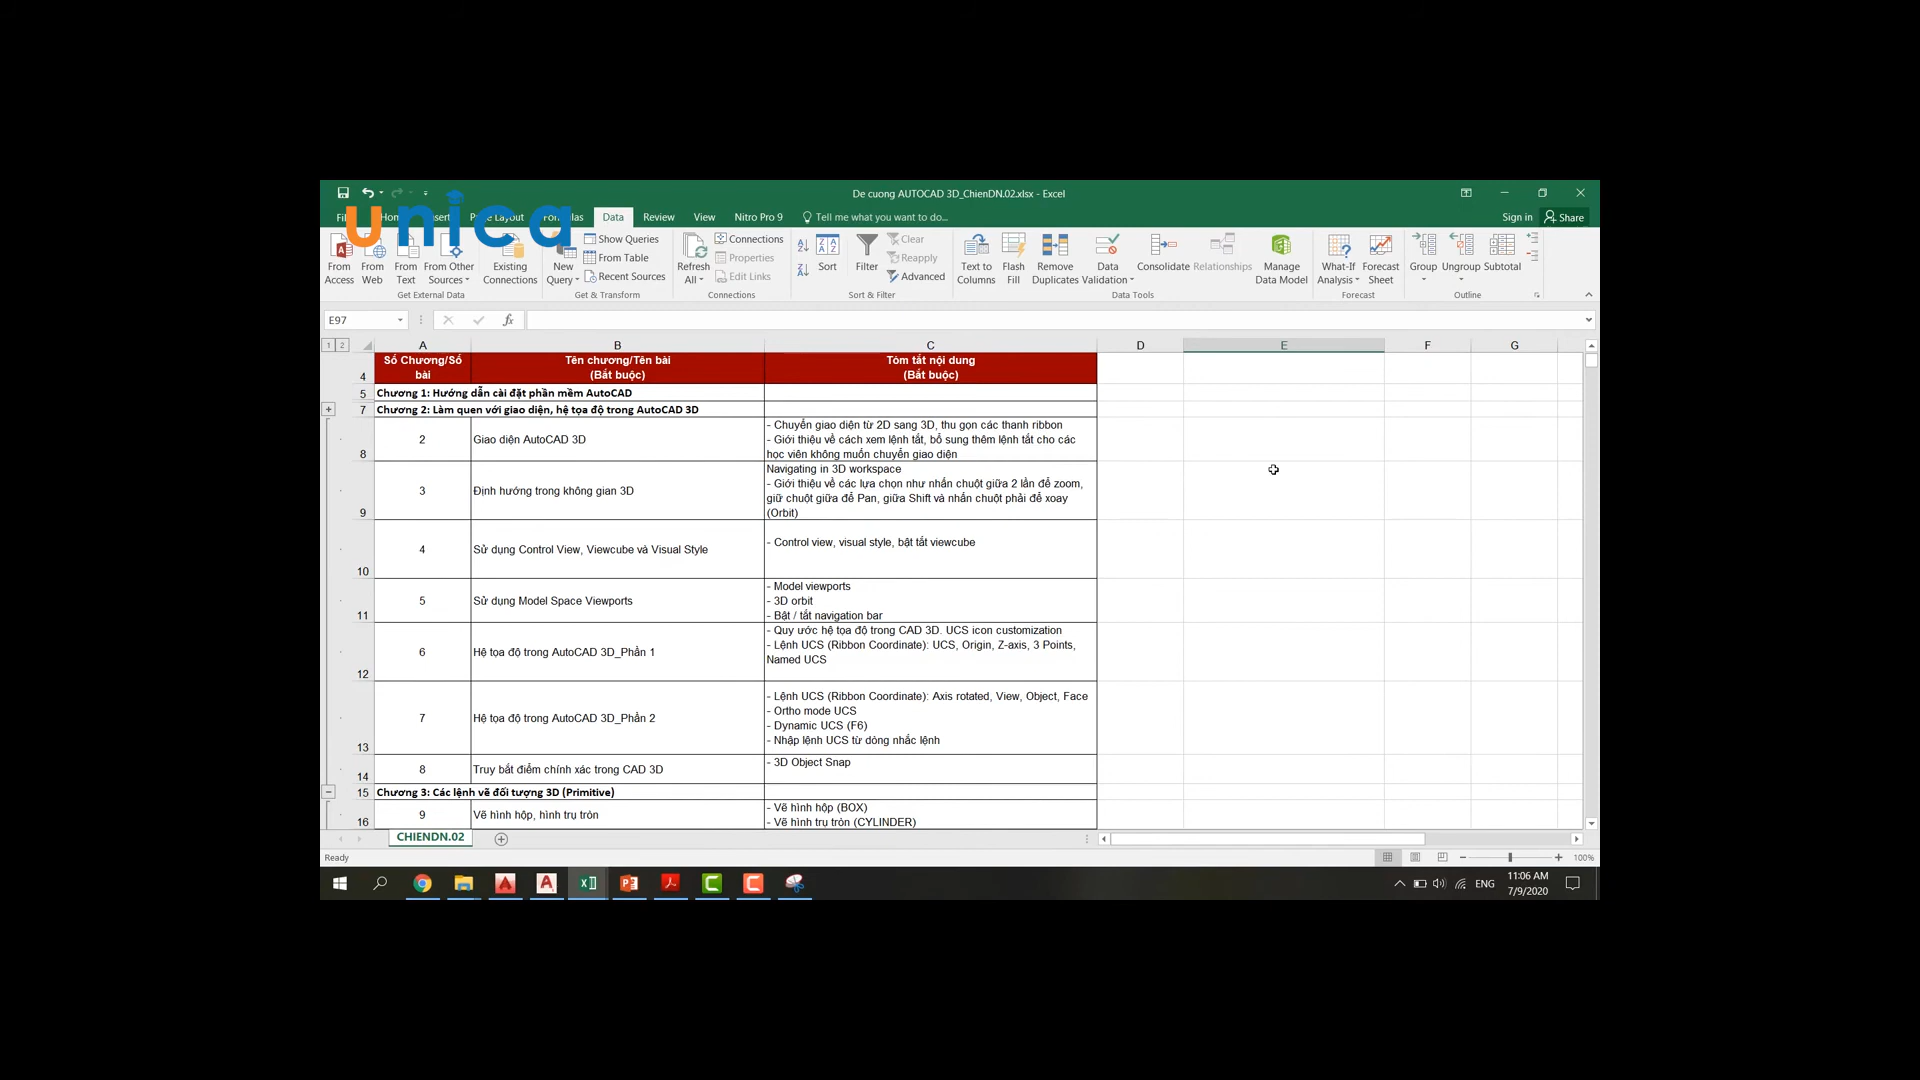 De cuong AUTOCAD 3D_ChienDN.02.xlsx - Excel
unica
Page Layout
Data
Review
View
Nitro Pro 9
Tell me what you want to do...
Sign in
Share
From Access
From Web
From Text
From Other Sources
Existing Connections
New Query
Show Queries
From Table
Recent Sources
Refresh All
Connections
Properties
Edit Links
Sort
Filter
Clear
Reapply
Advanced
Text to Columns
Flash Fill
Remove Duplicates
Data Validation
Consolidate
Relationships
Manage Data Model
What-If Analysis
Forecast Sheet
Group
Ungroup
Subtotal
Get External Data
Get & Transform
Connections
Sort & Filter
Data Tools
Forecast
Outline
E97
fx
1 2
A B C D E F G
4
Số Chương/Số bài
Tên chương/Tên bài
(Bắt buộc)
Tóm tắt nội dung
(Bắt buộc)
5 Chương 1: Hướng dẫn cài đặt phần mềm AutoCAD
7 Chương 2: Làm quen với giao diện, hệ tọa độ trong AutoCAD 3D
8
2
Giao diện AutoCAD 3D
- Chuyển giao diện từ 2D sang 3D, thu gọn các thanh ribbon
- Giới thiệu về cách xem lệnh tắt, bổ sung thêm lệnh tắt cho các
học viên không muốn chuyển giao diện
9
3
Định hướng trong không gian 3D
Navigating in 3D workspace
- Giới thiệu về các lựa chọn như nhấn chuột giữa 2 lần để zoom,
giữ chuột giữa để Pan, giữa Shift và nhấn chuột phải để xoay
(Orbit)
10
4
Sử dụng Control View, Viewcube và Visual Style
- Control view, visual style, bật tắt viewcube
11
5
Sử dụng Model Space Viewports
- Model viewports
- 3D orbit
- Bật / tắt navigation bar
12
6
Hệ tọa độ trong AutoCAD 3D_Phần 1
- Quy ước hệ tọa độ trong CAD 3D. UCS icon customization
- Lệnh UCS (Ribbon Coordinate): UCS, Origin, Z-axis, 3 Points,
Named UCS
13
7
Hệ tọa độ trong AutoCAD 3D_Phần 2
- Lệnh UCS (Ribbon Coordinate): Axis rotated, View, Object, Face
- Ortho mode UCS
- Dynamic UCS (F6)
- Nhập lệnh UCS từ dòng nhắc lệnh
14
8
Truy bắt điểm chính xác trong CAD 3D
- 3D Object Snap
15 Chương 3: Các lệnh vẽ đối tượng 3D (Primitive)
16
9
Vẽ hình hộp, hình trụ tròn
- Vẽ hình hộp (BOX)
- Vẽ hình trụ tròn (CYLINDER)
CHIENDN.02
Ready
100%
ENG
11:06 AM
7/9/2020